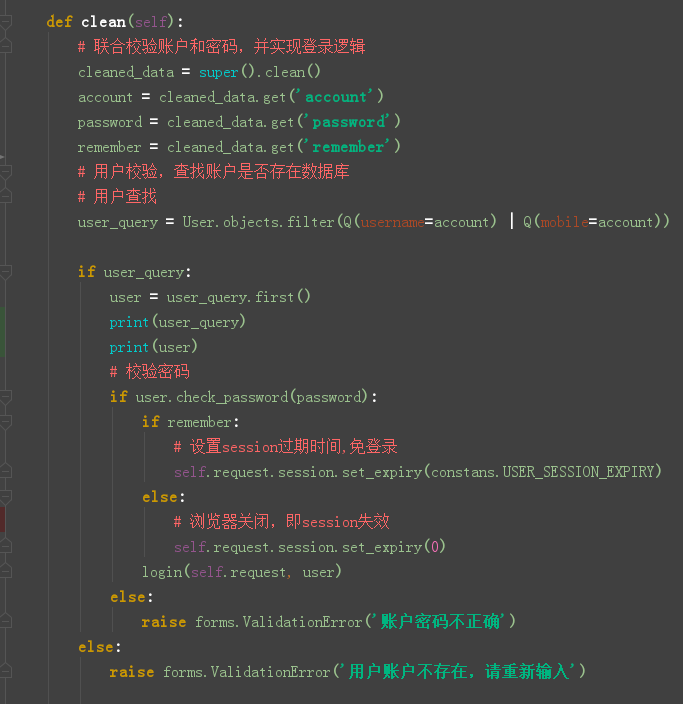 def clean(self):
# 联合校验账户和密码，并实现登录逻辑
cleaned_data = super().clean()
account = cleaned_data.get('account')
password = cleaned_data.get('password')
remember = cleaned_data.get('remember')
# 用户校验，查找账户是否存在数据库
# 用户查找
user_query = User.objects.filter(Q(username=account) | Q(mobile=account))
if user_query:
user = user_query.first()
print(user_query)
print(user)
# 校验密码
if user.check_password(password):
if remember:
# 设置session过期时间,免登录
self.request.session.set_expiry(constans.USER_SESSION_EXPIRY)
else:
# 浏览器关闭，即session失效
self.request.session.set_expiry(0)
login(self.request, user)
else:
raise forms.ValidationError('账户密码不正确')
else:
raise forms.ValidationError('用户账户不存在，请重新输入')